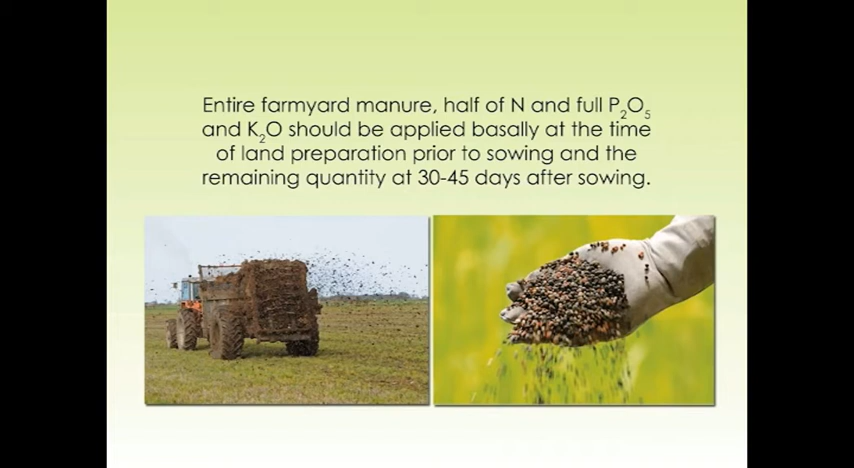 Entire farmyard manure, half of N and full P₂O₅
and K₂O should be applied basally at the time
of land preparation prior to sowing and the
remaining quantity at 30-45 days after sowing.